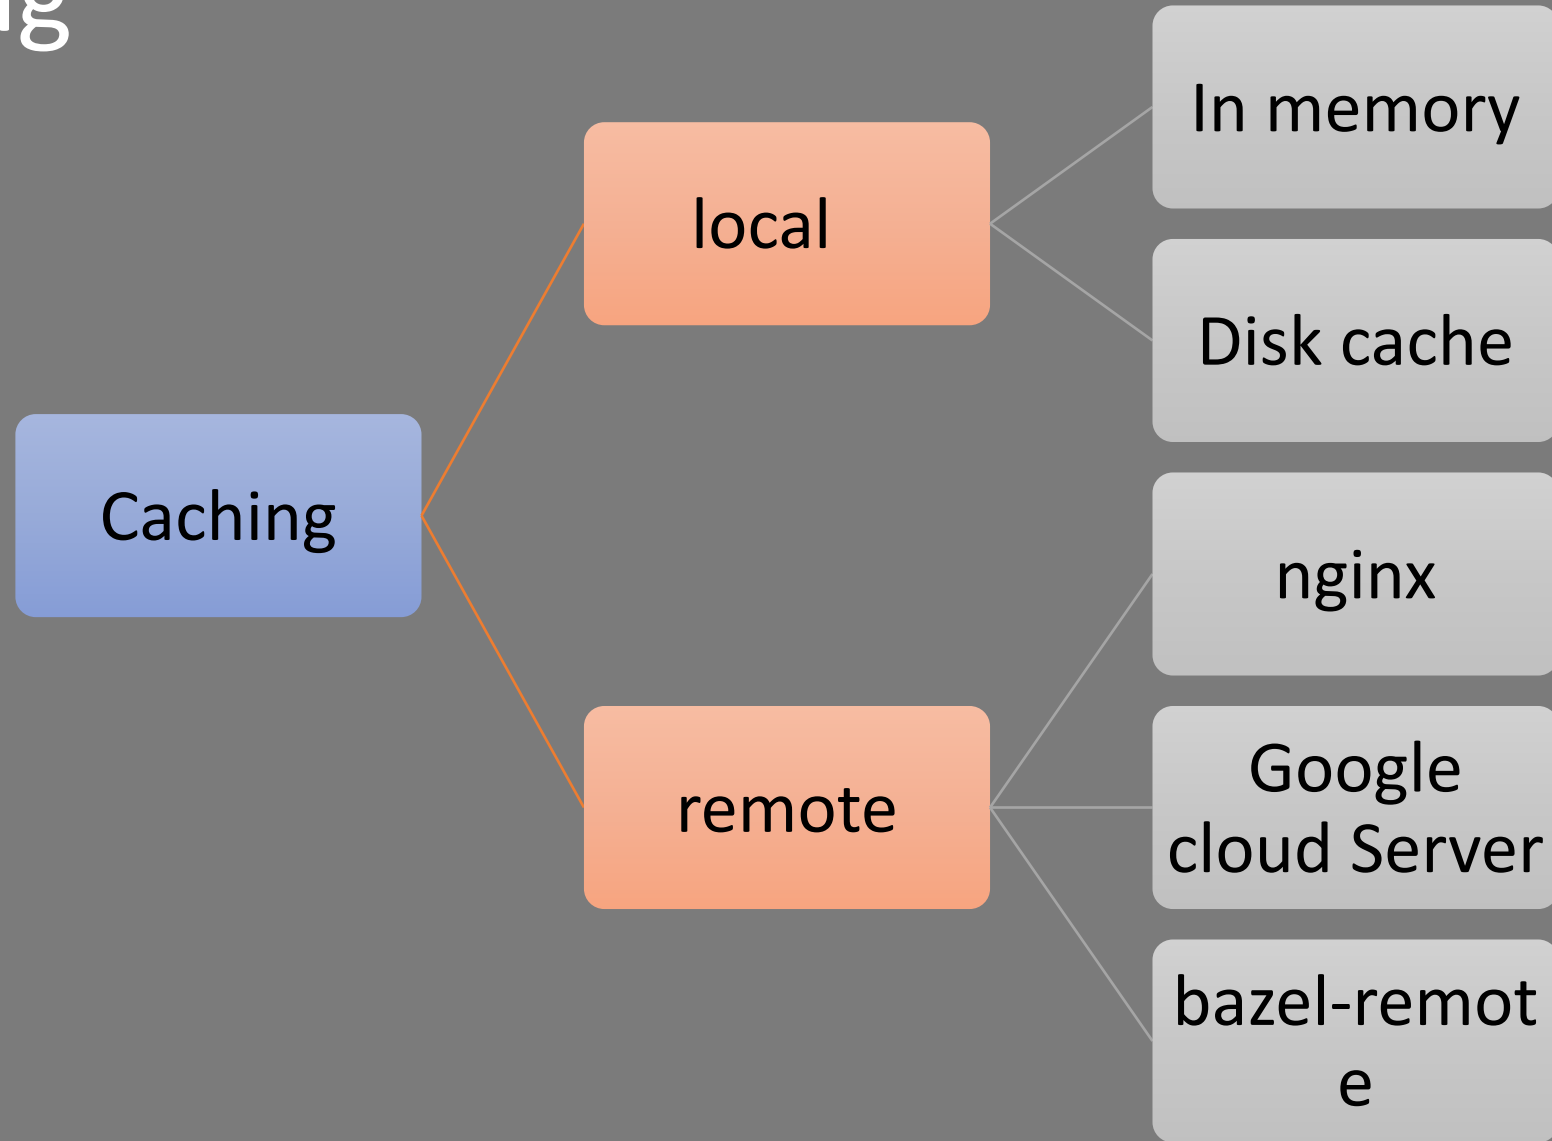 In memory
local
Disk cache
Caching
nginx
remote
Google
cloud Server
bazel-remot
e